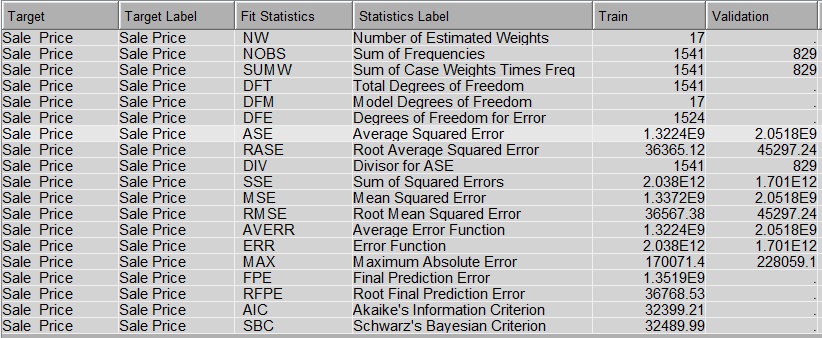 Target Target Label Fit Statistics Statistics Label Train Validation
Sale Price Sale Price NW Number of Estimated Weights 17 .
Sale Price Sale Price NOBS Sum of Frequencies 1541 829
Sale Price Sale Price SUMW Sum of Case Weights Times Freq 1541 829
Sale Price Sale Price DFT Total Degrees of Freedom 1541 .
Sale Price Sale Price DFM Model Degrees of Freedom 17 .
Sale Price Sale Price DFE Degrees of Freedom for Error 1524 .
Sale Price Sale Price ASE Average Squared Error 1.3224E9 2.0518E9
Sale Price Sale Price RASE Root Average Squared Error 36365.12 45297.24
Sale Price Sale Price DIV Divisor for ASE 1541 829
Sale Price Sale Price SSE Sum of Squared Errors 2.038E12 1.701E12
Sale Price Sale Price MSE Mean Squared Error 1.3372E9 2.0518E9
Sale Price Sale Price RMSE Root Mean Squared Error 36567.38 45297.24
Sale Price Sale Price AVERR Average Error Function 1.3224E9 2.0518E9
Sale Price Sale Price ERR Error Function 2.038E12 1.701E12
Sale Price Sale Price MAX Maximum Absolute Error 170071.4 228059.1
Sale Price Sale Price FPE Final Prediction Error 1.3519E9 .
Sale Price Sale Price RFPE Root Final Prediction Error 36768.53 .
Sale Price Sale Price AIC Akaike's Information Criterion 32399.21 .
Sale Price Sale Price SBC Schwarz's Bayesian Criterion 32489.99 .